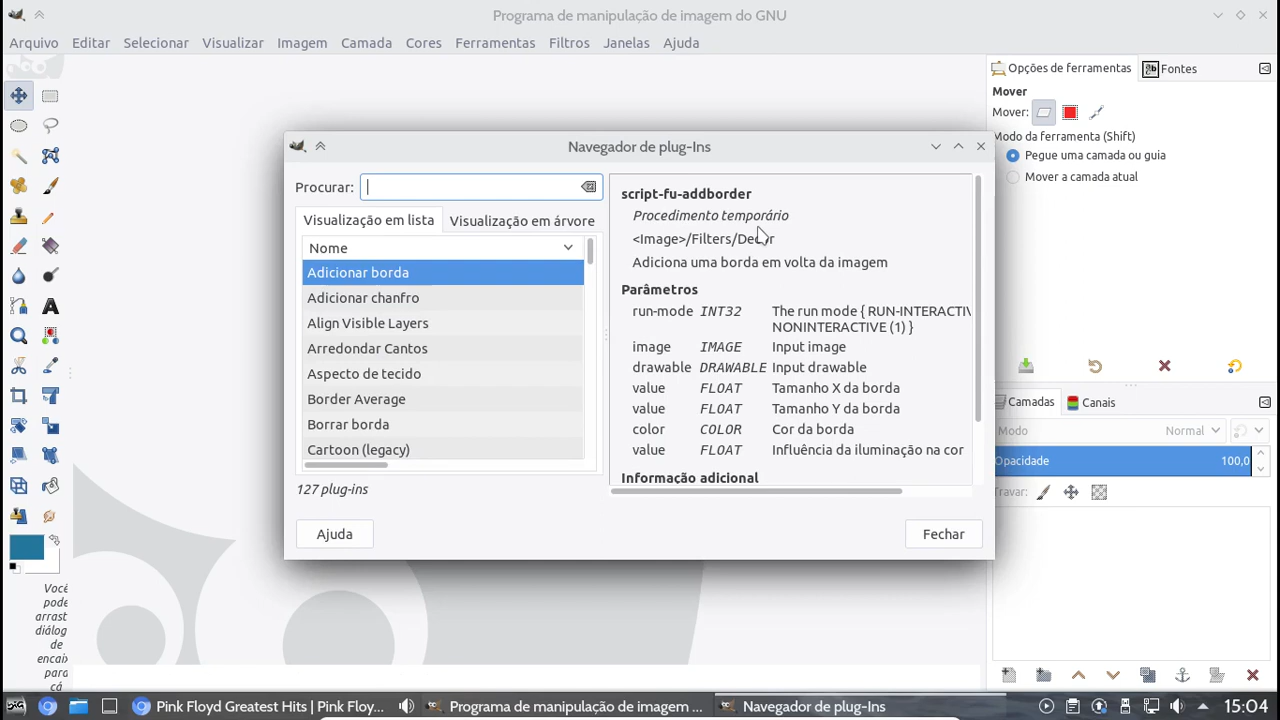 Programa de manipulação de imagem do GNU
Arquivo Editar Selecionar Visualizar Imagem Camada Cores Ferramentas Filtros Janelas Ajuda
Opções de ferramentas Fontes
Mover
Mover:
Modo da ferramenta (Shift)
Pegue uma camada ou guia
Mover a camada atual
Navegador de plug-Ins
Procurar:
Visualização em lista Visualização em árvore
Nome
Adicionar borda
Adicionar chanfro
Align Visible Layers
Arredondar Cantos
Aspecto de tecido
Border Average
Borrar borda
Cartoon (legacy)
127 plug-ins
script-fu-addborder
Procedimento temporário
<Image>/Filters/Decor
Adiciona uma borda em volta da imagem
Parâmetros
run-mode INT32 The run mode { RUN-INTERACTIV
NONINTERACTIVE (1) }
image IMAGE Input image
drawable DRAWABLE Input drawable
value FLOAT Tamanho X da borda
value FLOAT Tamanho Y da borda
color COLOR Cor da borda
value FLOAT Influência da iluminação na cor
Informação adicional
Ajuda Fechar
Camadas Canais
Modo Normal
Opacidade 100,0
Travar:
Você
pode
arrast
diálog
de
encaix
para
cá
Pink Floyd Greatest Hits | Pink Floy... Programa de manipulação de imagem ... Navegador de plug-Ins 15:04